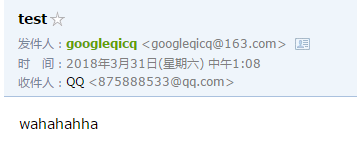 test☆
发件人：googleqicq <googleqicq@163.com>
时　间：2018年3月31日(星期六) 中午1:08
收件人：QQ <875888533@qq.com>
wahahahha